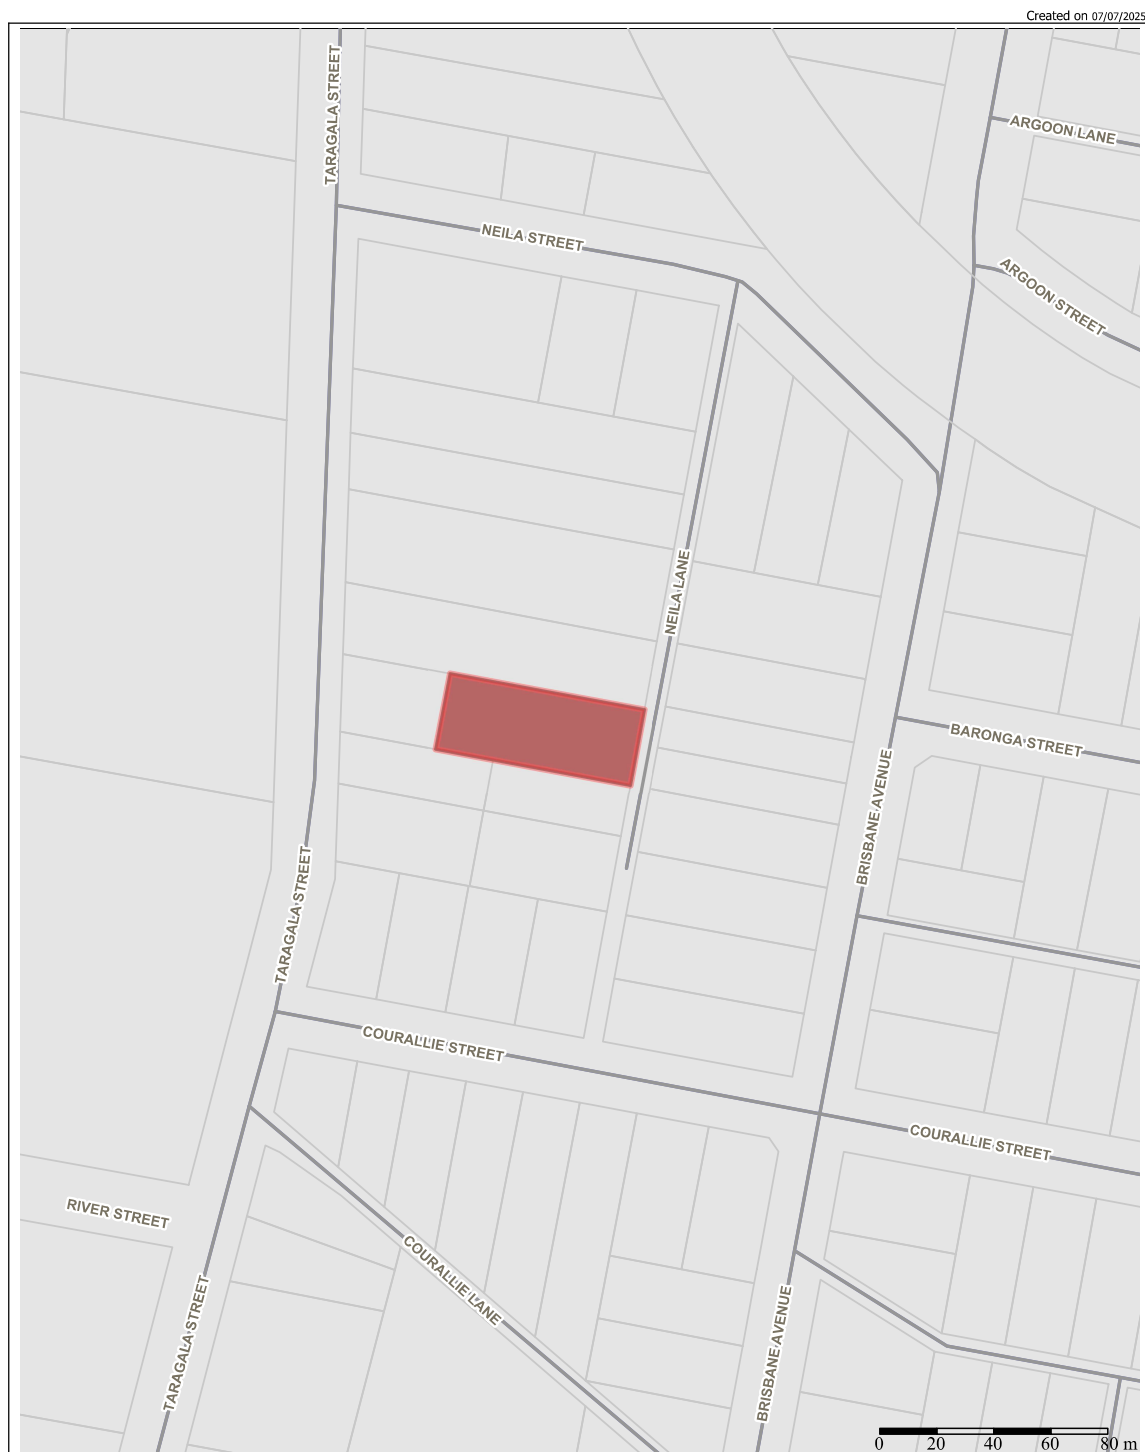 Created on 07/07/2025
TARAGALA STREET
ARGOON LANE
NEILA STREET
ARGOON STREET
NEILA LANE
BARONGA STREET
BRISBANE AVENUE
TARAGALA STREET
COURALLIE STREET
COURALLIE STREET
RIVER STREET
COURALLIE LANE
TARAGALA STREET
BRISBANE AVENUE
0 20 40 60 80 m